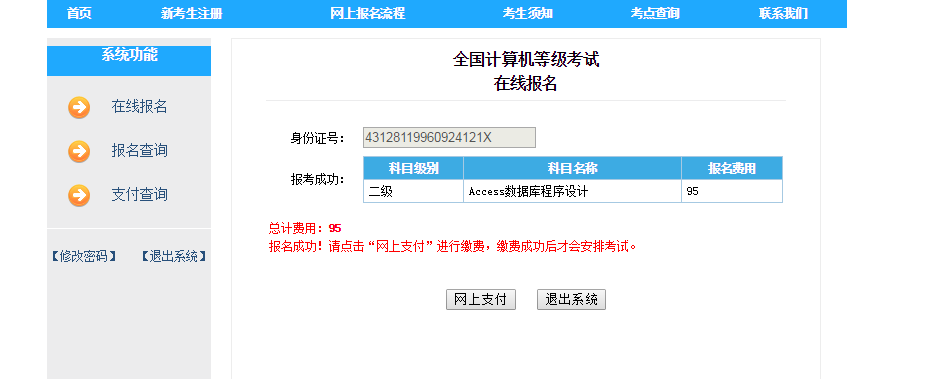 首页 新考生注册 网上报名流程 考生须知 考点查询 联系我们
系统功能
在线报名
报名查询
支付查询
【修改密码】 【退出系统】
全国计算机等级考试
在线报名
身份证号： 43128119960924121X
报考成功：
科目级别 科目名称 报名费用
二级 Access数据库程序设计 95
总计费用：95
报名成功！请点击“网上支付”进行缴费，缴费成功后才会安排考试。
网上支付 退出系统